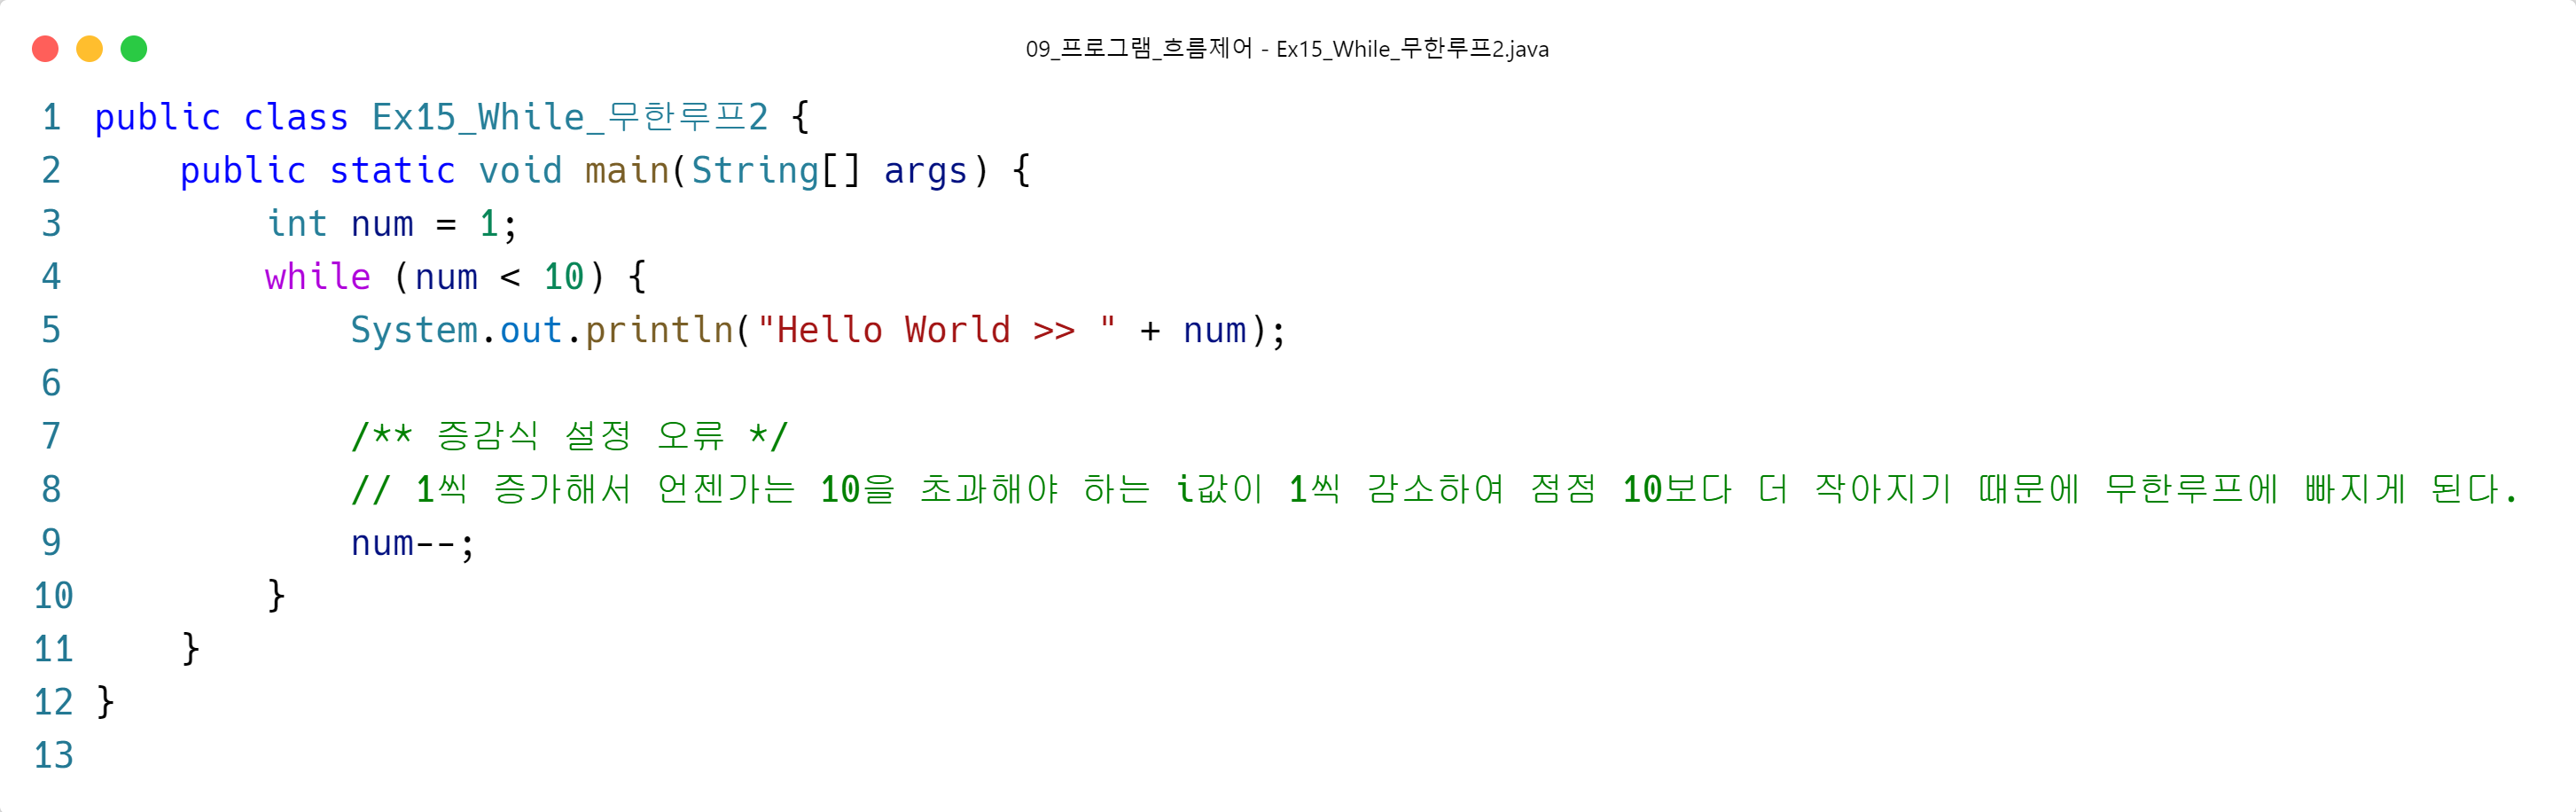 09_프로그램_흐름제어 - Ex15_While_무한루프2.java
1 public class Ex15_While_무한루프2 {
2     public static void main(String[] args) {
3         int num = 1;
4         while (num < 10) {
5             System.out.println("Hello World >> " + num);
6
7             /** 증감식 설정 오류 */
8             // 1씩 증가해서 언젠가는 10을 초과해야 하는 i값이 1씩 감소하여 점점 10보다 더 작아지기 때문에 무한루프에 빠지게 된다.
9             num--;
10         }
11     }
12 }
13